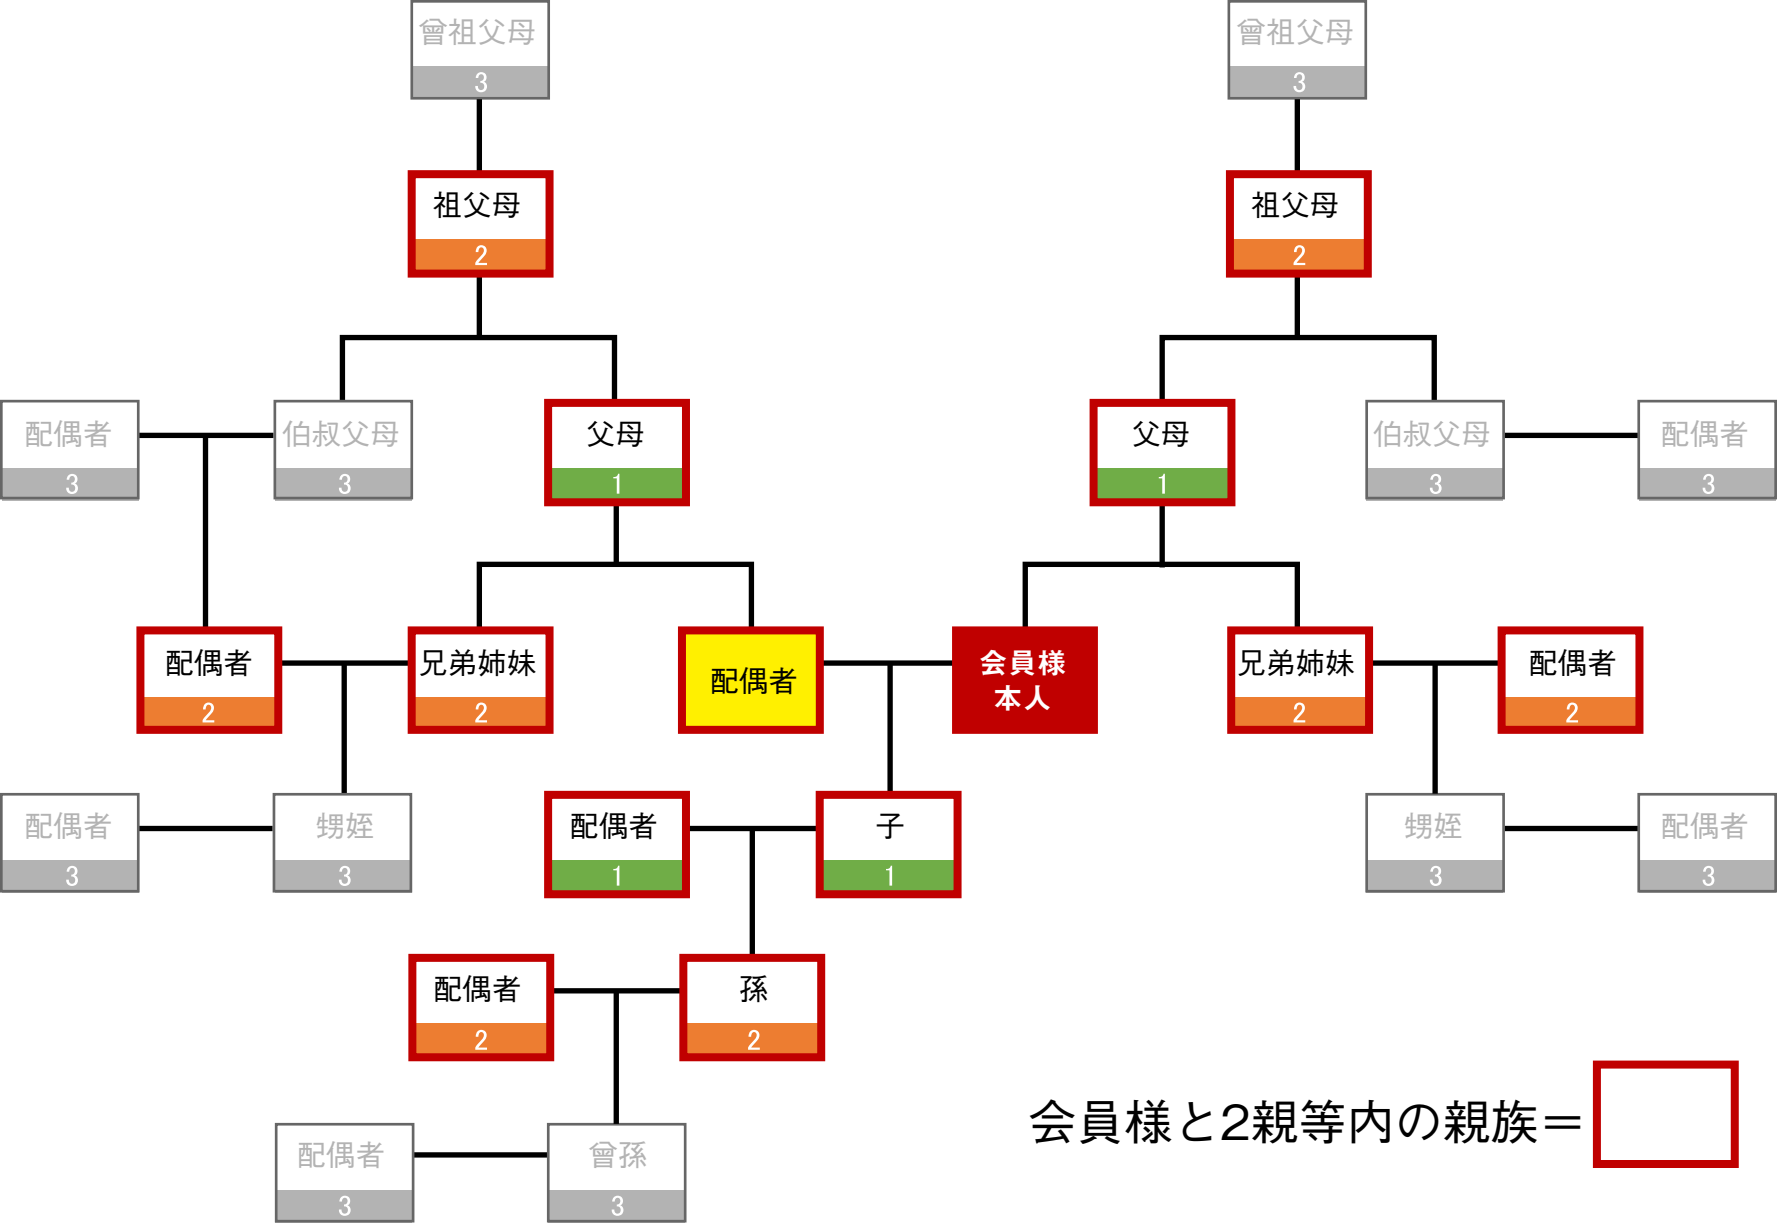 曾祖父母
3
曾祖父母
3
祖父母
2
祖父母
2
配偶者
3
伯叔父母
3
父母
1
父母
1
伯叔父母
3
配偶者
3
配偶者
2
兄弟姉妹
2
配偶者
会員様
本人
兄弟姉妹
2
配偶者
2
配偶者
3
甥姪
3
配偶者
1
子
1
甥姪
3
配偶者
3
配偶者
2
孫
2
会員様と2親等内の親族＝
配偶者
3
曾孫
3